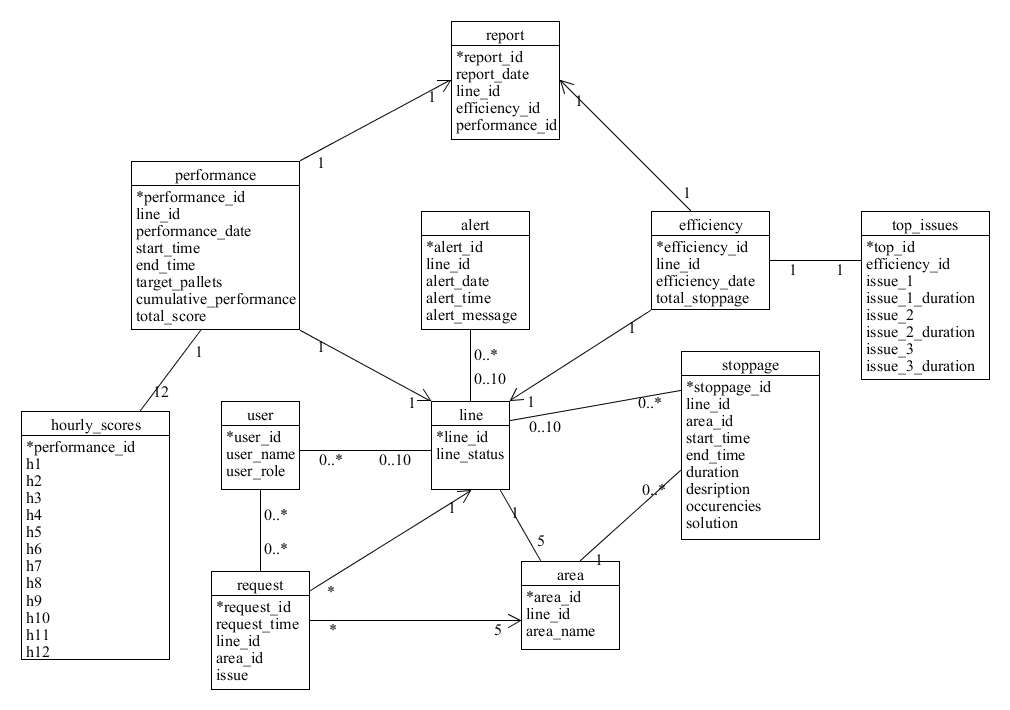 report
*report_id
report_date
line_id
efficiency_id
performance_id
1
1
1
1
performance
*performance_id
line_id
performance_date
start_time
end_time
target_pallets
cumulative_performance
total_score
alert
*alert_id
line_id
alert_date
alert_time
alert_message
efficiency
*efficiency_id
line_id
efficiency_date
total_stoppage
1
1
top_issues
*top_id
efficiency_id
issue_1
issue_1_duration
issue_2
issue_2_duration
issue_3
issue_3_duration
1
12
1
1
0..*
0..10
1
1
stoppage
*stoppage_id
line_id
area_id
start_time
end_time
duration
desription
occurencies
solution
0..*
0..10
hourly_scores
*performance_id
h1
h2
h3
h4
h5
h6
h7
h8
h9
h10
h11
h12
user
*user_id
user_name
user_role
0..*
0..10
line
*line_id
line_status
0..*
0..*
1
*
1
5
0..*
1
request
*request_id
request_time
line_id
area_id
issue
*
5
area
*area_id
line_id
area_name